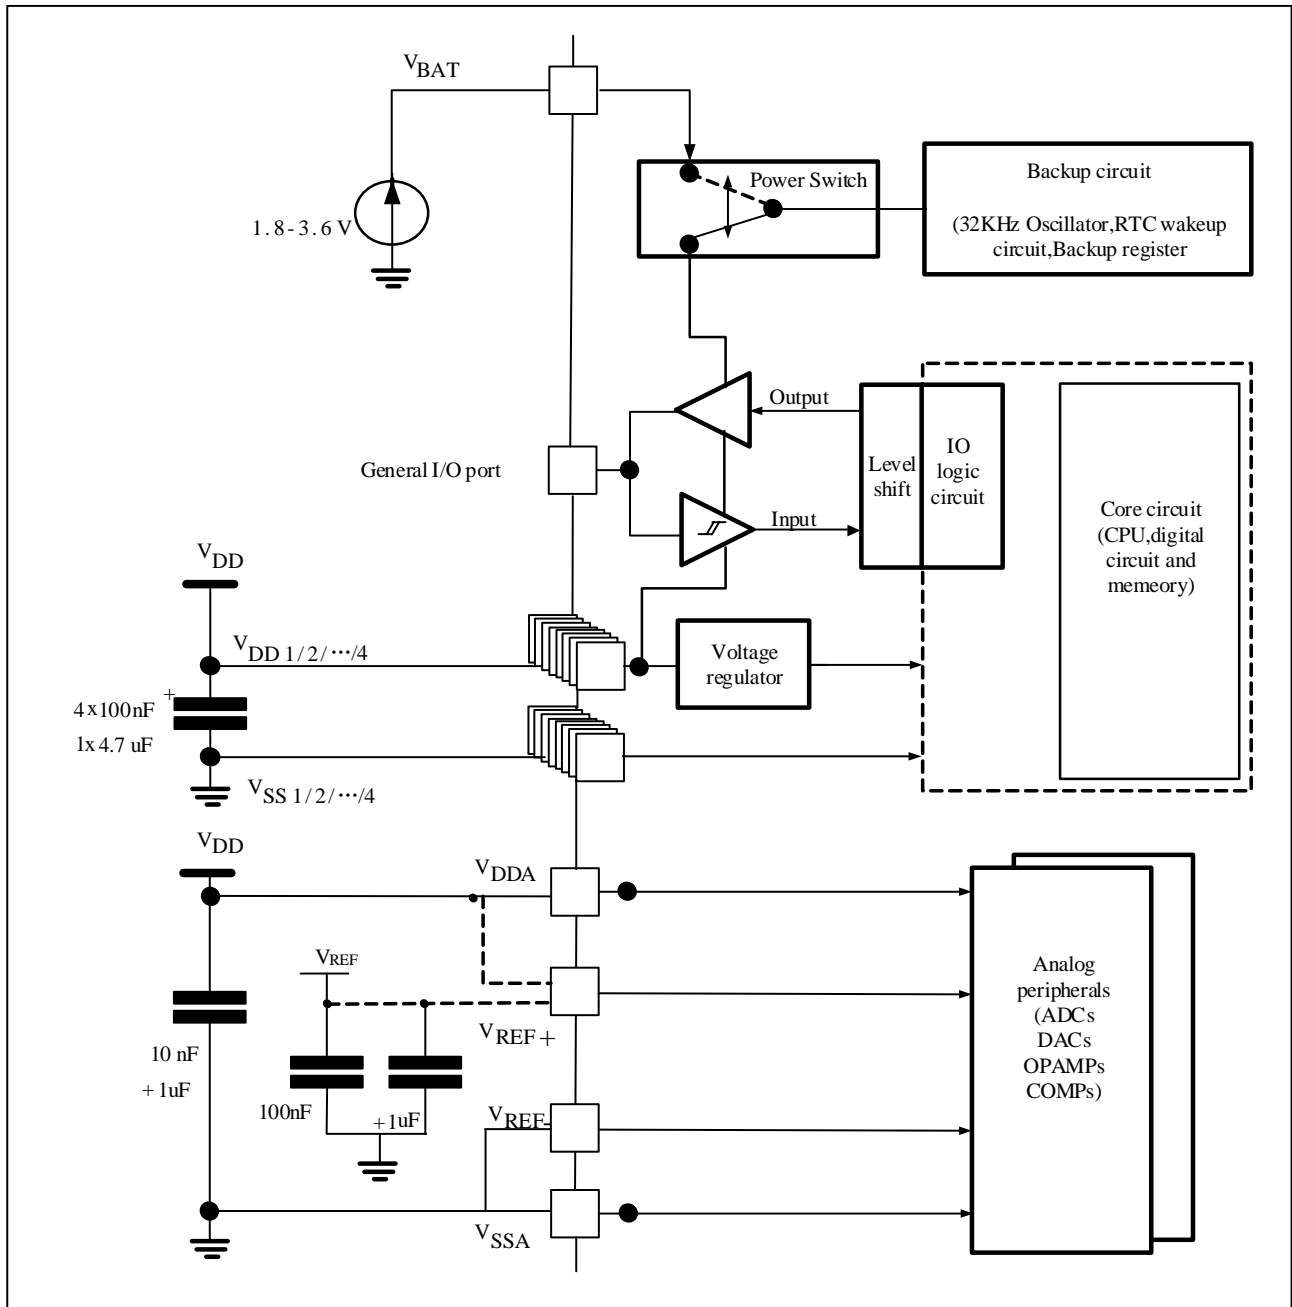 VBAT
1.8-3.6 V
Power Switch
Backup circuit
(32KHz Oscillator,RTC wakeup
circuit,Backup register
Output
General I/O port
Level
shift
IO
logic
circuit
Input
Core circuit
(CPU,digital
circuit and
memeory)
VDD
VDD 1/2/···/4
Voltage
regulator
4x100nF
+
1x4.7 uF
VSS 1/2/···/4
VDD
VDDA
VREF
VREF+
10 nF
+1uF
100nF
+1uF
VREF-
VSSA
Analog
peripherals
(ADCs
DACs
OPAMPs
COMPs)